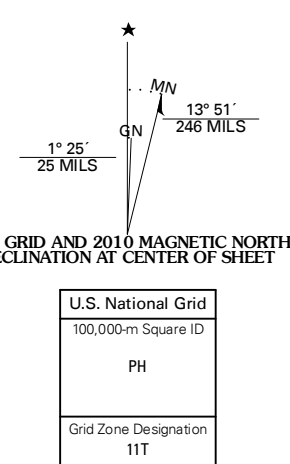 MN
GN
13° 51´
246 MILS
1° 25´
25 MILS
GRID AND 2010 MAGNETIC NORTH
ECLINATION AT CENTER OF SHEET
U.S. National Grid
100,000-m Square ID
PH
Grid Zone Designation
11T